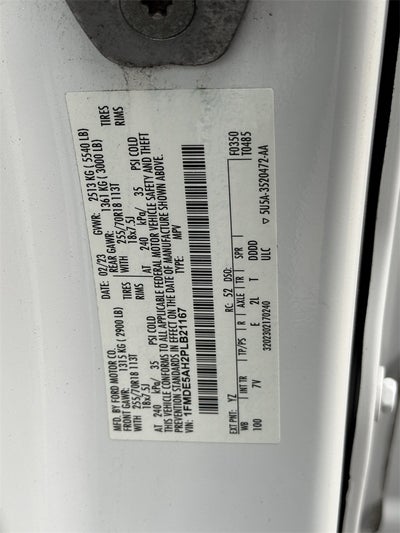 MFD. BY FORD MOTOR CO.
DATE: 02/23 GVWR: 2513 KG ( 5540 LB)
FRONT GAWR: 1315 KG (2900 LB) REAR GAWR: 1361 KG ( 3000 LB)
WITH 255/70R18 113T TIRES WITH 255/70R18 113T TIRES
18x7.5J RIMS 18x7.5J RIMS
AT 240 kPa/ 35 PSI COLD AT 240 kPa/ 35 PSI COLD
THIS VEHICLE CONFORMS TO ALL APPLICABLE FEDERAL MOTOR VEHICLE SAFETY AND THEFT
PREVENTION STANDARDS IN EFFECT ON THE DATE OF MANUFACTURE SHOWN ABOVE.
VIN: 1FMDE5AH2PLB21167
TYPE: MPV
F0350
T0485
EXT PNT: YZ RC: 52 DSO:
WB INT TR TP/PS R AXLE TR SPR
100 7V E 2L T DDDD
3202302170240 ULC
▽ 5U5A-3520472-AA